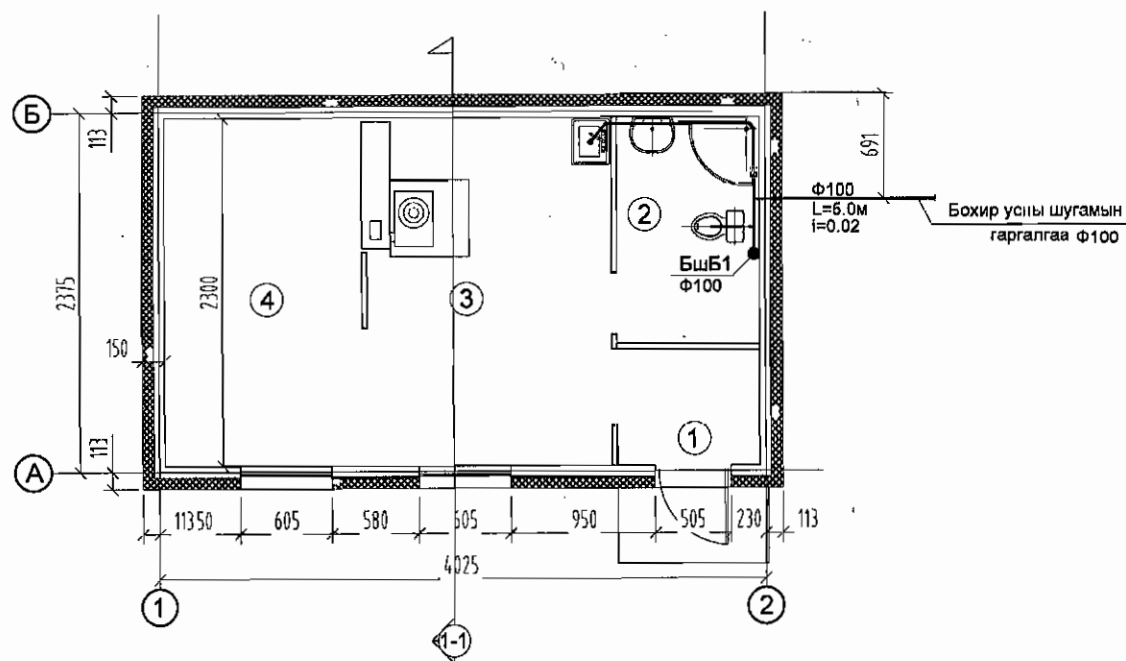 Б
113
691
Ф100
L=6.0м
i=0.02
Бохир усны шугамын
гаргалгаа Ф100
2
БшБ1
Ф100
2375
2300
4
3
150
113
А
1
11350
605
580
605
950
505
230
113
4025
1
2
1-1